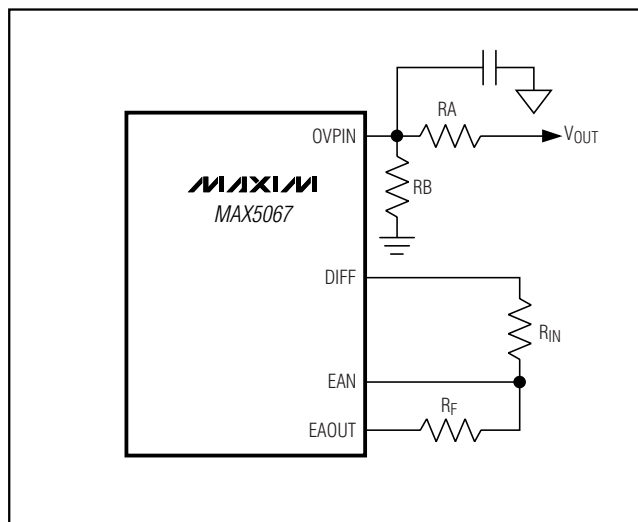 RA
OVPIN
VOUT
RB
MAXIM
MAX5067
DIFF
RIN
EAN
RF
EAOUT